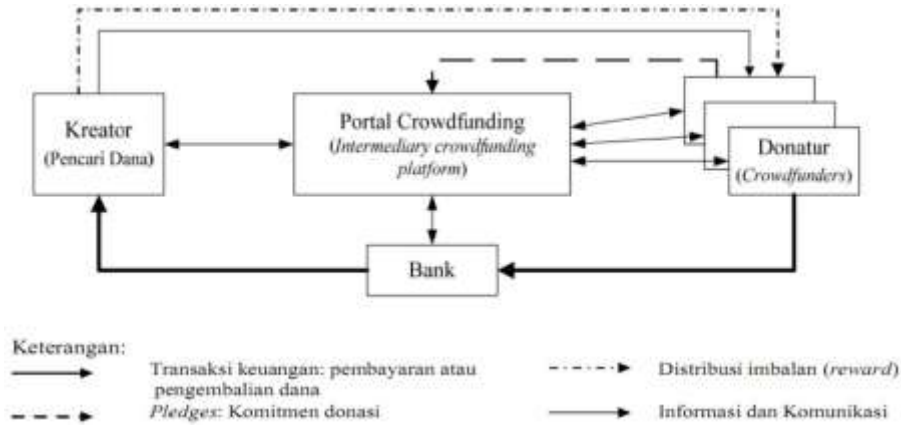 Kreator
(Pencari Dana)
Portal Crowdfunding
(Intermediary crowdfunding
platform)
Donatur
(Crowdfunders)
Bank
Keterangan:
Transaksi keuangan: pembayaran atau
pengembalian dana
Pledges: Komitmen donasi
Distribusi imbalan (reward)
Informasi dan Komunikasi